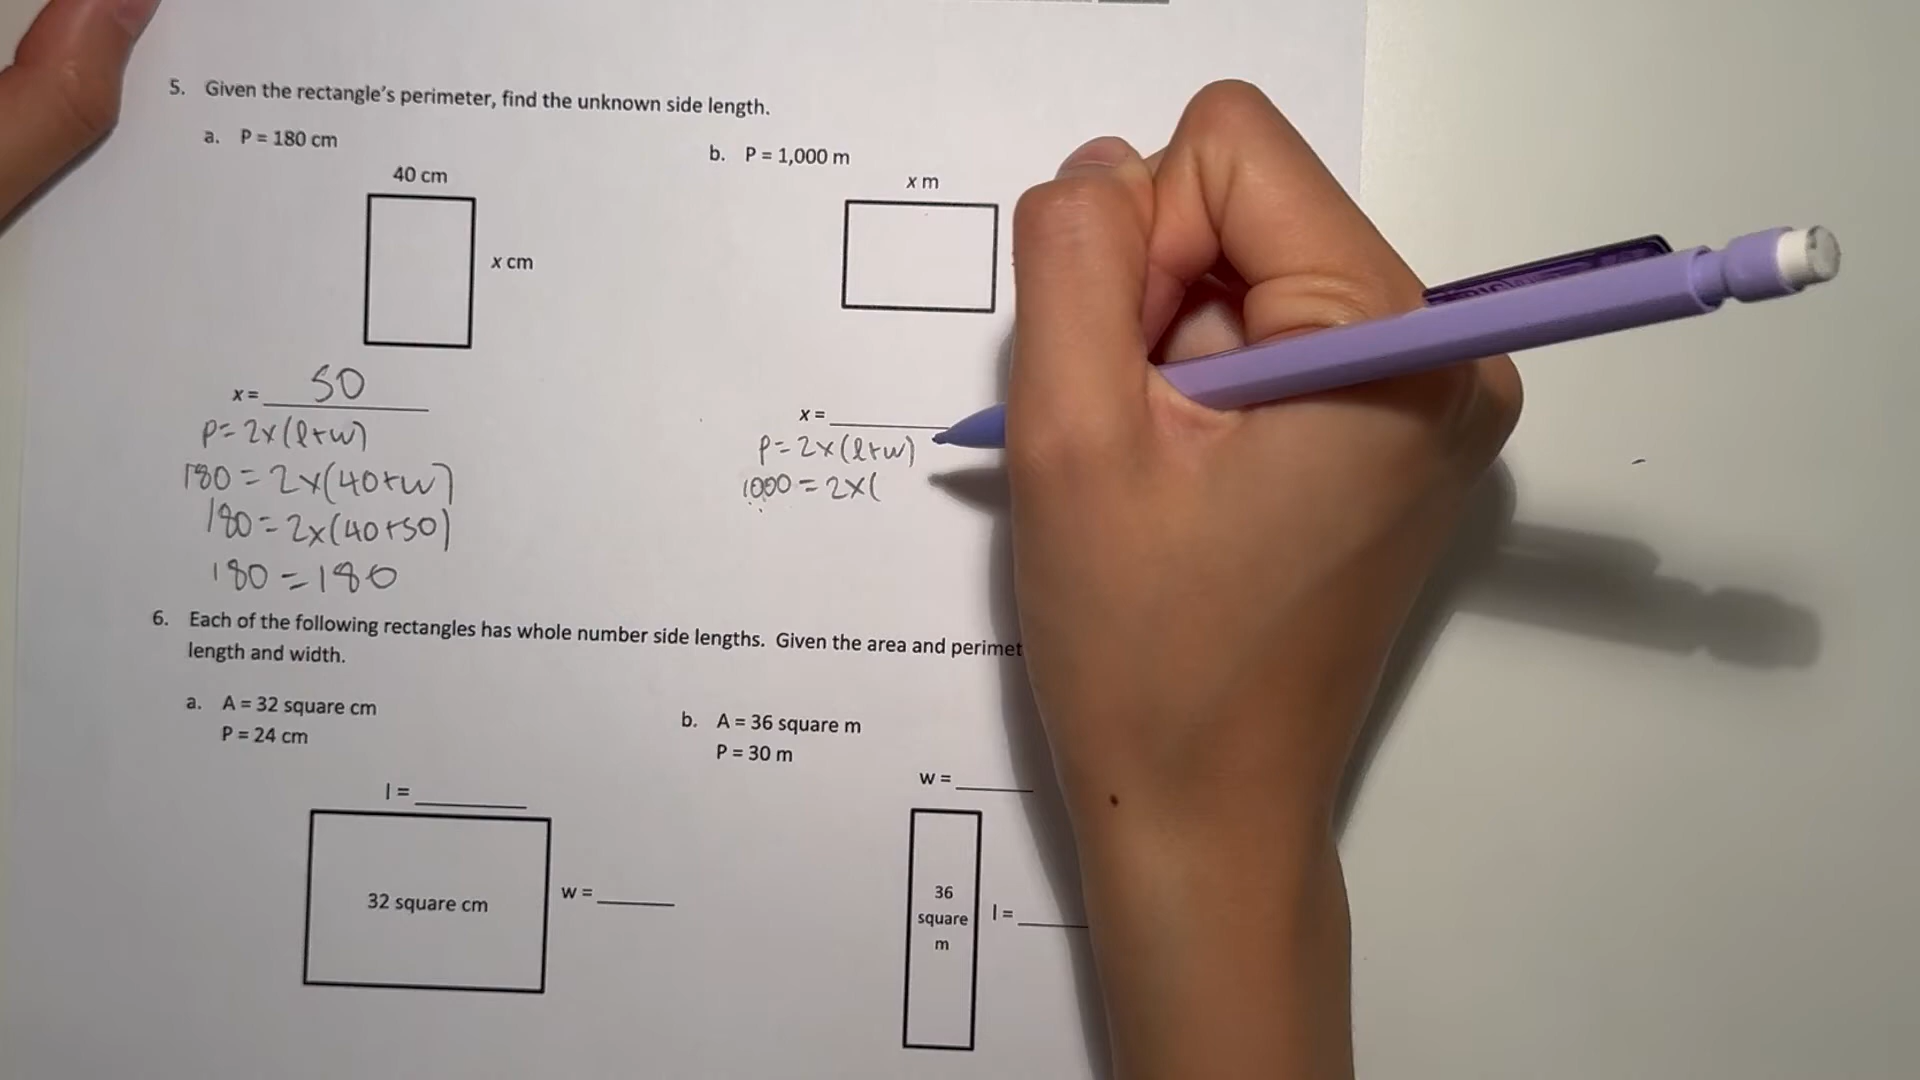 5. Given the rectangle's perimeter, find the unknown side length.
a. P = 180 cm
40 cm
x cm
x = 50
P=2x(l+w)
180=2x(40+w)
180=2x(40+50)
180=180
b. P = 1,000 m
x m
x =
P=2x(l+w)
1000=2x(
6. Each of the following rectangles has whole number side lengths. Given the area and
length and width.
a. A = 32 square cm
P = 24 cm
l =
32 square cm
w =
b. A = 36 square m
P = 30 m
w =
36
square
m
l =